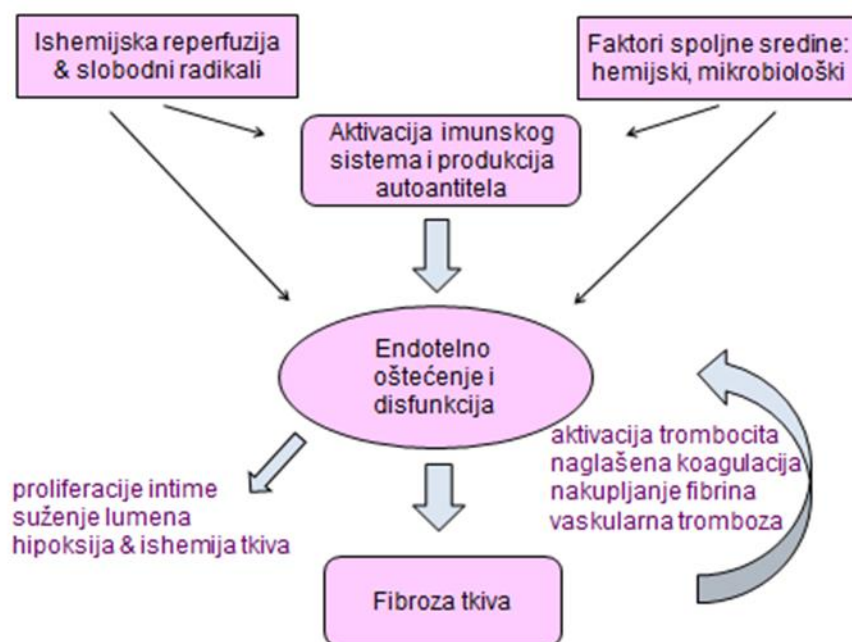 Ishemijska reperfuzija
& slobodni radikali
Faktori spoljne sredine:
hemijski, mikrobiološki
Aktivacija imunskog
sistema i produkcija
autoantitela
Endotelno
oštećenje i
disfunkcija
proliferacije intime
suženje lumena
hipoksija & ishemija tkiva
aktivacija trombocita
naglašena koagulacija
nakupljanje fibrina
vaskularna tromboza
Fibroza tkiva